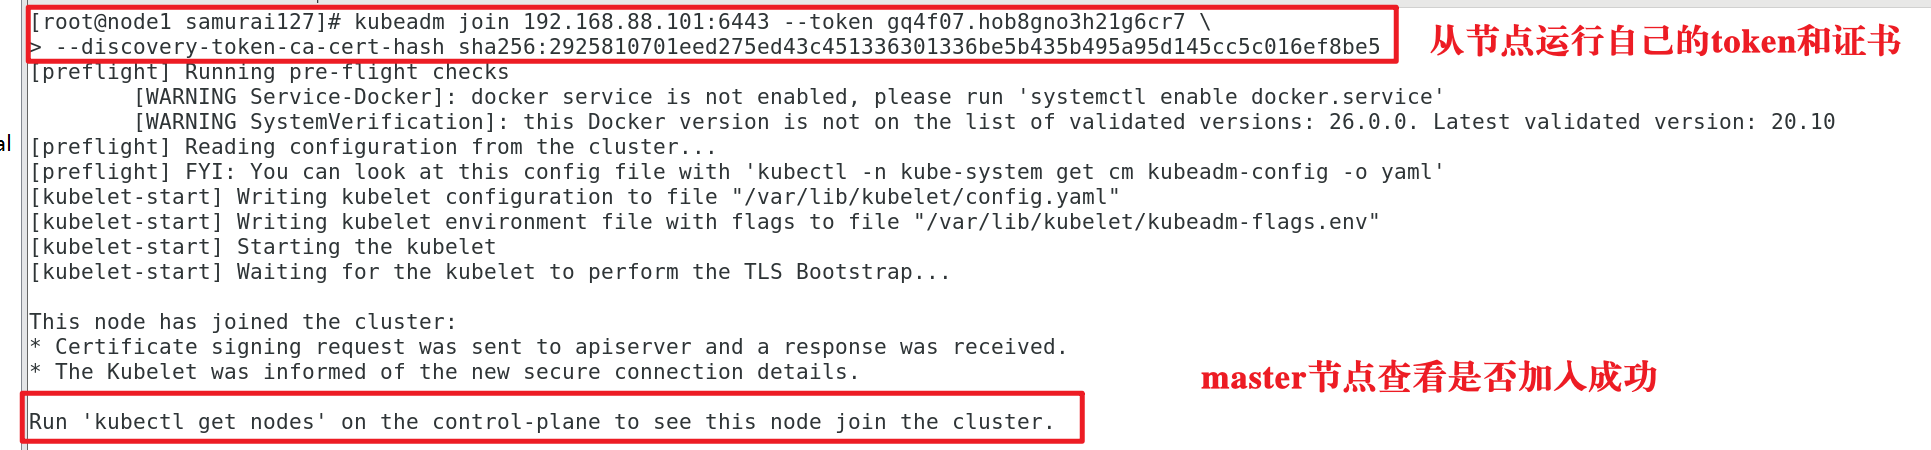 [root@node1 samurai127]# kubeadm join 192.168.88.101:6443 --token gq4f07.hob8gno3h21g6cr7 \
> --discovery-token-ca-cert-hash sha256:2925810701eed275ed43c451336301336be5b435b495a95d145cc5c016ef8be5
从节点运行自己的token和证书
[preflight] Running pre-flight checks
[WARNING Service-Docker]: docker service is not enabled, please run 'systemctl enable docker.service'
[WARNING SystemVerification]: this Docker version is not on the list of validated versions: 26.0.0. Latest validated version: 20.10
al
[preflight] Reading configuration from the cluster...
[preflight] FYI: You can look at this config file with 'kubectl -n kube-system get cm kubeadm-config -o yaml'
[kubelet-start] Writing kubelet configuration to file "/var/lib/kubelet/config.yaml"
[kubelet-start] Writing kubelet environment file with flags to file "/var/lib/kubelet/kubeadm-flags.env"
[kubelet-start] Starting the kubelet
[kubelet-start] Waiting for the kubelet to perform the TLS Bootstrap...
This node has joined the cluster:
* Certificate signing request was sent to apiserver and a response was received.
* The Kubelet was informed of the new secure connection details.
master节点查看是否加入成功
Run 'kubectl get nodes' on the control-plane to see this node join the cluster.